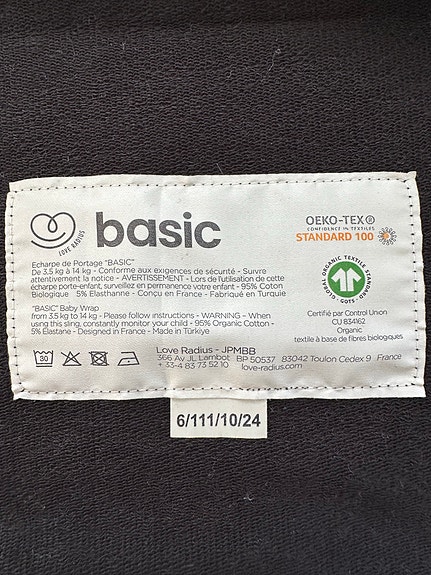 LOVE RADIUS
basic
OEKO-TEX®
CONFIDENCE IN TEXTILES
STANDARD 100
Echarpe de Portage "BASIC"
De 3.5 kg à 14 kg - Conforme aux exigences de sécurité - Suivre
attentivement la notice - AVERTISSEMENT - Lors de l'utilisation de cette
écharpe porte-enfant, surveillez en permanence votre enfant - 95% Coton
Biologique 5% Elasthanne - Conçu en France - Fabriqué en Turquie
"BASIC" Baby Wrap
from 3.5 kg to 14 kg - Please follow instructions - WARNING – When
using this sling, constantly monitor your child - 95% Organic Cotton -
5% Elastane - Designed in France - Made in Türkiye
GLOBAL ORGANIC TEXTILE STANDARD · GOTS
Certifié par Control Union
CU 834162
Organic
textile à base de fibres biologiques
30
Love Radius - JPMBB
366 Av JL Lambot BP 50537 83042 Toulon Cedex 9 France
+ 33-4 83 73 52 10 love-radius.com
6/111/10/24